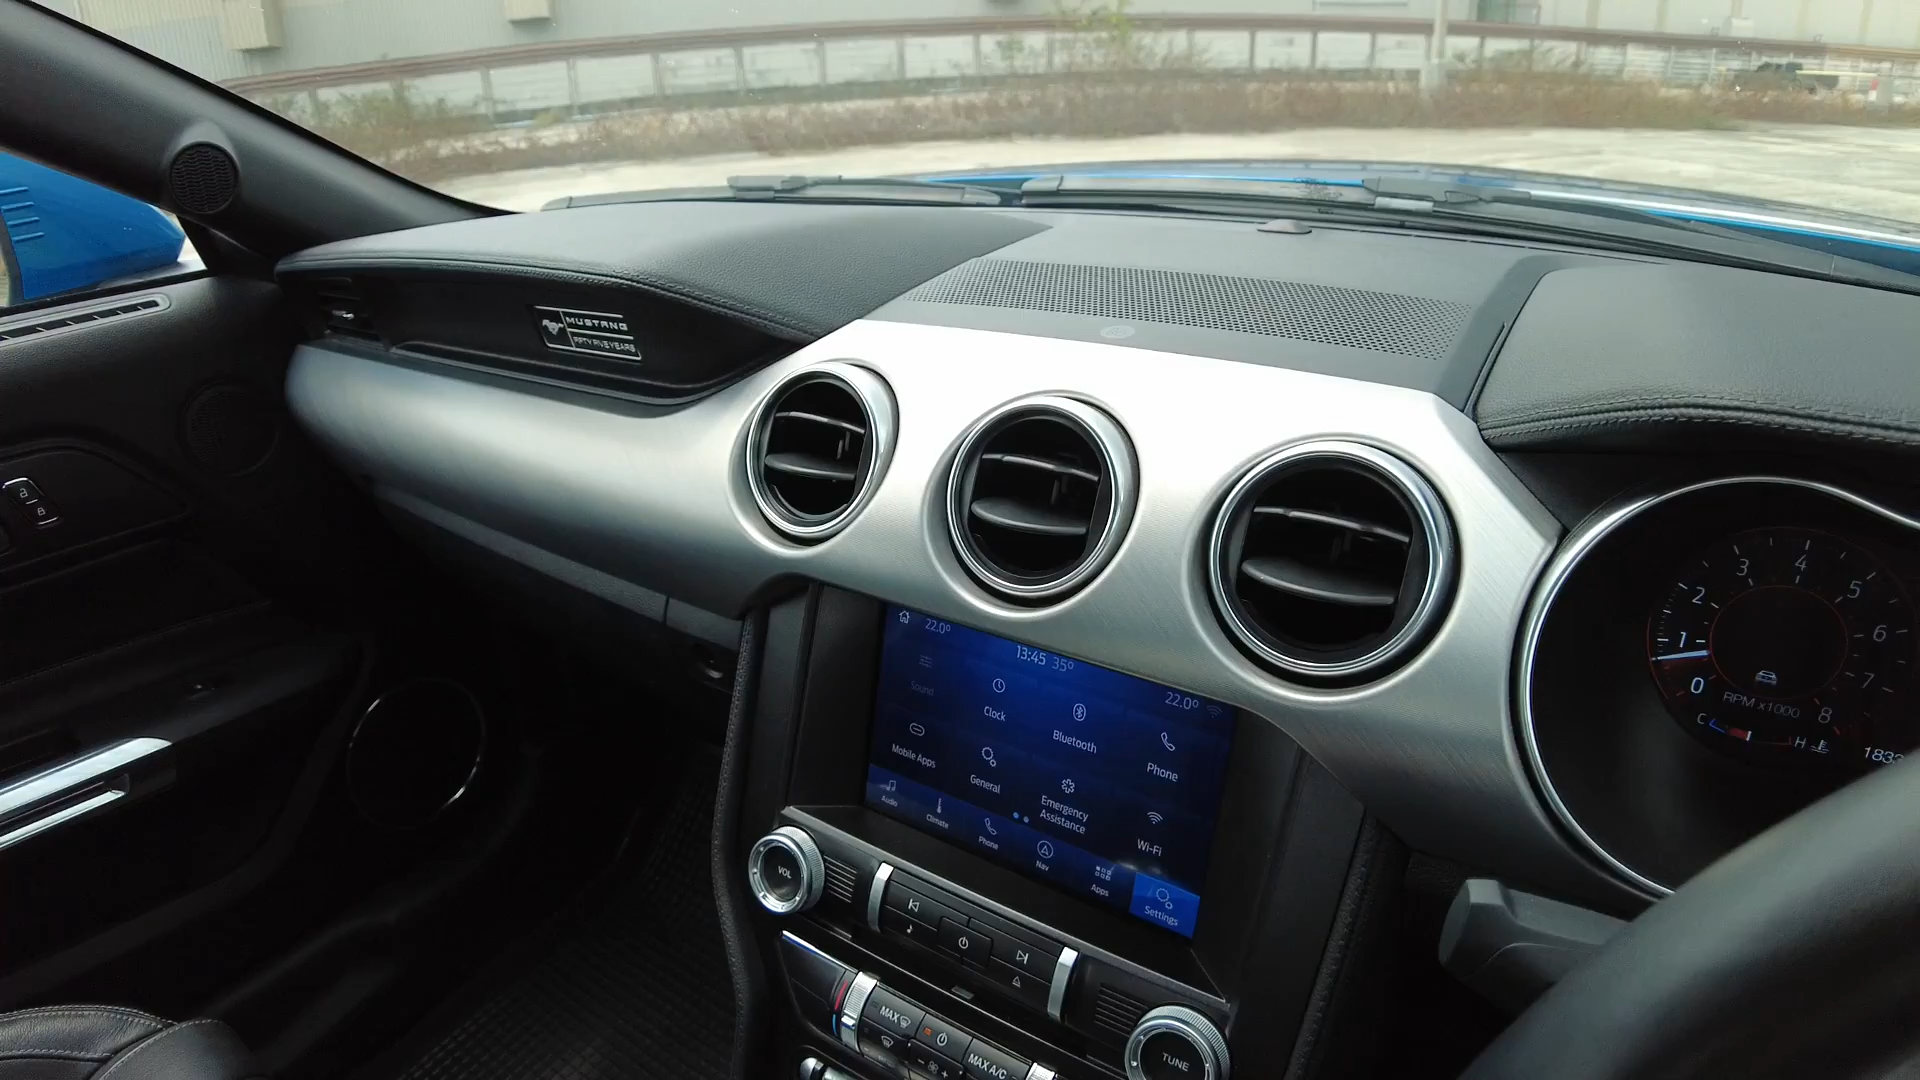 MUSTANG
FIFTY FIVE YEARS
22.0°
13:45 35°
22.0°
Sound
Clock
Bluetooth
Phone
Mobile Apps
General
Emergency
Assistance
Wi-Fi
Audio
Climate
Phone
Nav
Apps
Settings
VOL
TUNE
MAX
MAX A/C
0
1
2
3
4
5
6
7
8
RPM x1000
C
H